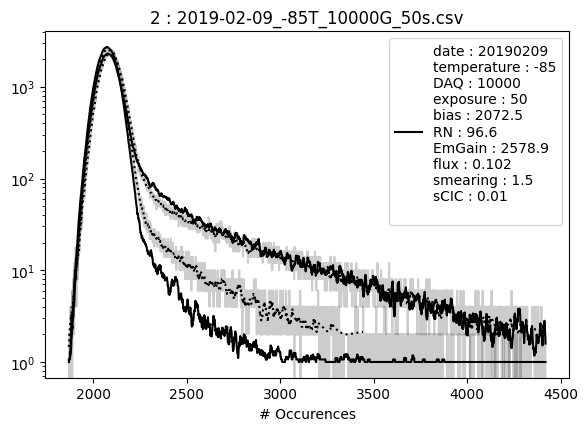 2 : 2019-02-09_-85T_10000G_50s.csv
date : 20190209
temperature : -85
DAQ : 10000
exposure : 50
bias : 2072.5
RN : 96.6
EmGain : 2578.9
flux : 0.102
smearing : 1.5
sCIC : 0.01
10³
10²
10¹
10⁰
2000 2500 3000 3500 4000 4500
# Occurences